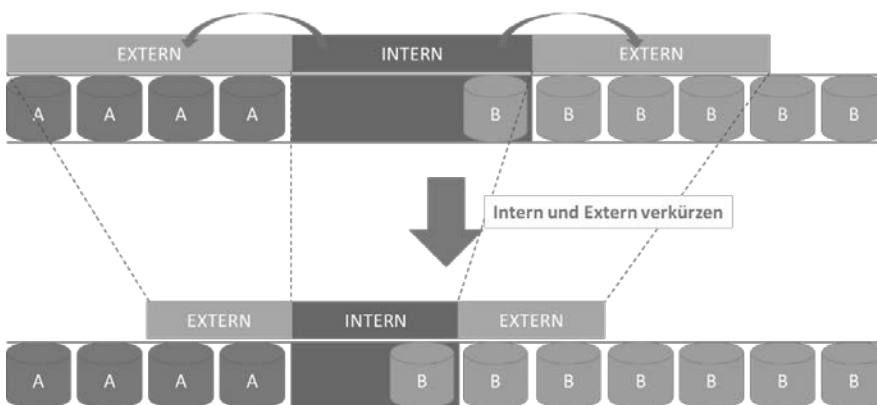 EXTERN INTERN EXTERN
A A A A B B B B B B
Intern und Extern verkürzen
EXTERN INTERN EXTERN
A A A A B B B B B B B